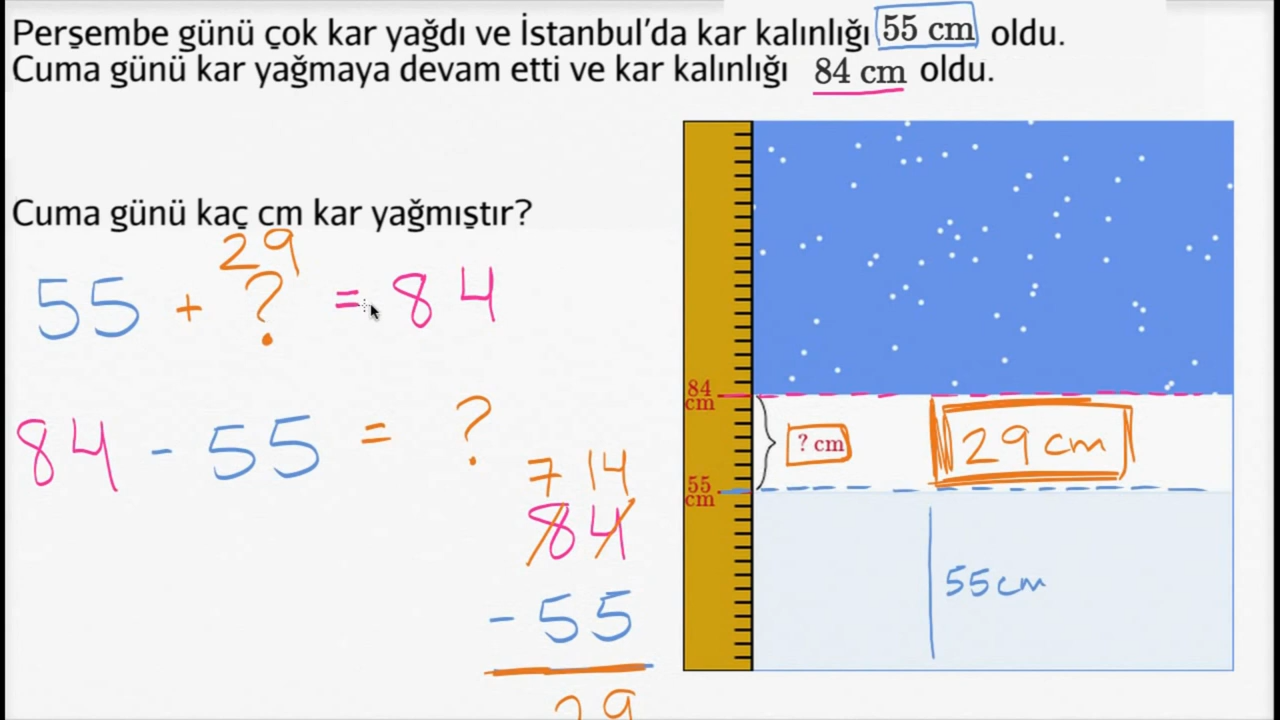 Perşembe günü çok kar yağdı ve İstanbul'da kar kalınlığı 55 cm oldu.
Cuma günü kar yağmaya devam etti ve kar kalınlığı 84 cm oldu.
Cuma günü kaç cm kar yağmıştır?
29
55 + ? = 84
84 - 55 = ?
7 14
84
- 55
29
84
cm
? cm
29 cm
55
cm
55 cm